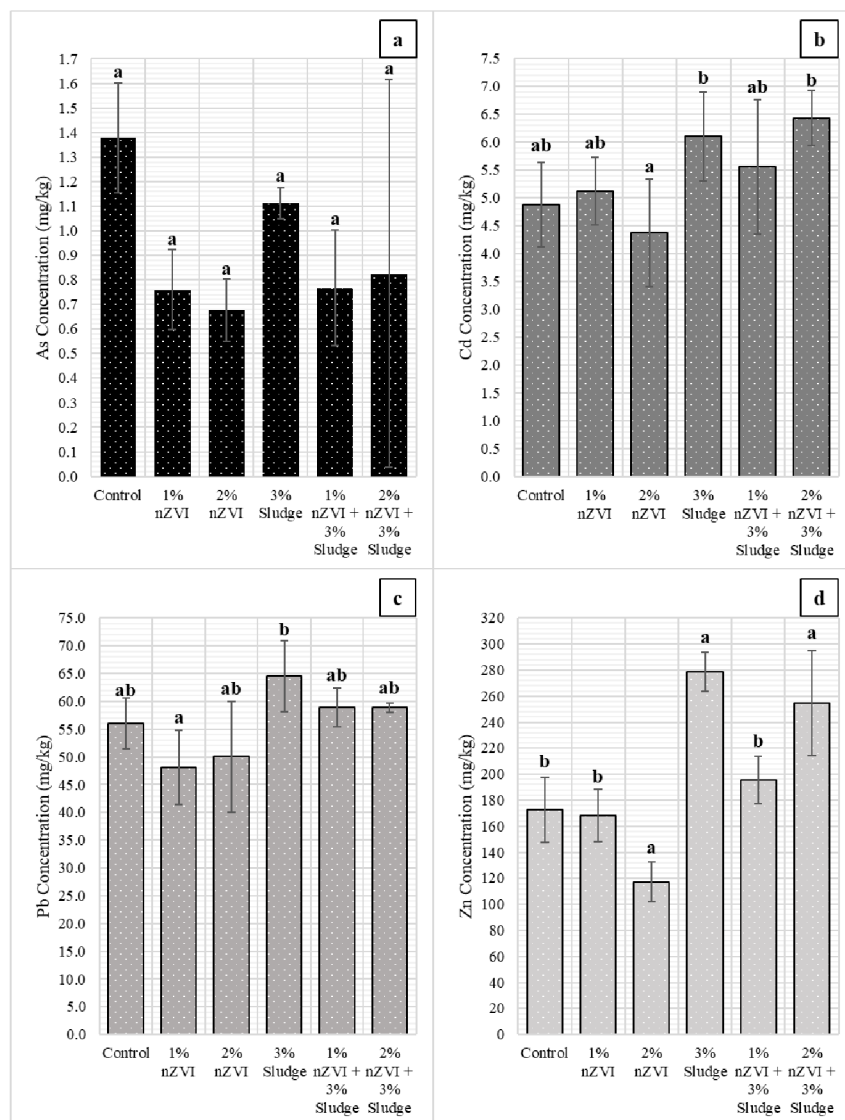 a
As Concentration (mg/kg)
1.7
1.6
1.5
1.4
1.3
1.2
1.1
1.0
0.9
0.8
0.7
0.6
0.5
0.4
0.3
0.2
0.1
0.0
a
a
a
a
a
a
Control
1%
nZVI
2%
nZVI
3%
Sludge
1%
nZVI +
3%
Sludge
2%
nZVI +
3%
Sludge
b
Cd Concentration (mg/kg)
7.5
7.0
6.5
6.0
5.5
5.0
4.5
4.0
3.5
3.0
2.5
2.0
1.5
1.0
0.5
0.0
ab
ab
a
b
ab
b
Control
1%
nZVI
2%
nZVI
3%
Sludge
1%
nZVI +
3%
Sludge
2%
nZVI +
3%
Sludge
c
Pb Concentration (mg/kg)
75.0
70.0
65.0
60.0
55.0
50.0
45.0
40.0
35.0
30.0
25.0
20.0
15.0
10.0
5.0
0.0
ab
a
ab
b
ab
ab
Control
1%
nZVI
2%
nZVI
3%
Sludge
1%
nZVI +
3%
Sludge
2%
nZVI +
3%
Sludge
d
Zn Concentration (mg/kg)
320
300
280
260
240
220
200
180
160
140
120
100
80
60
40
20
0
b
b
a
a
b
a
Control
1%
nZVI
2%
nZVI
3%
Sludge
1%
nZVI +
3%
Sludge
2%
nZVI +
3%
Sludge